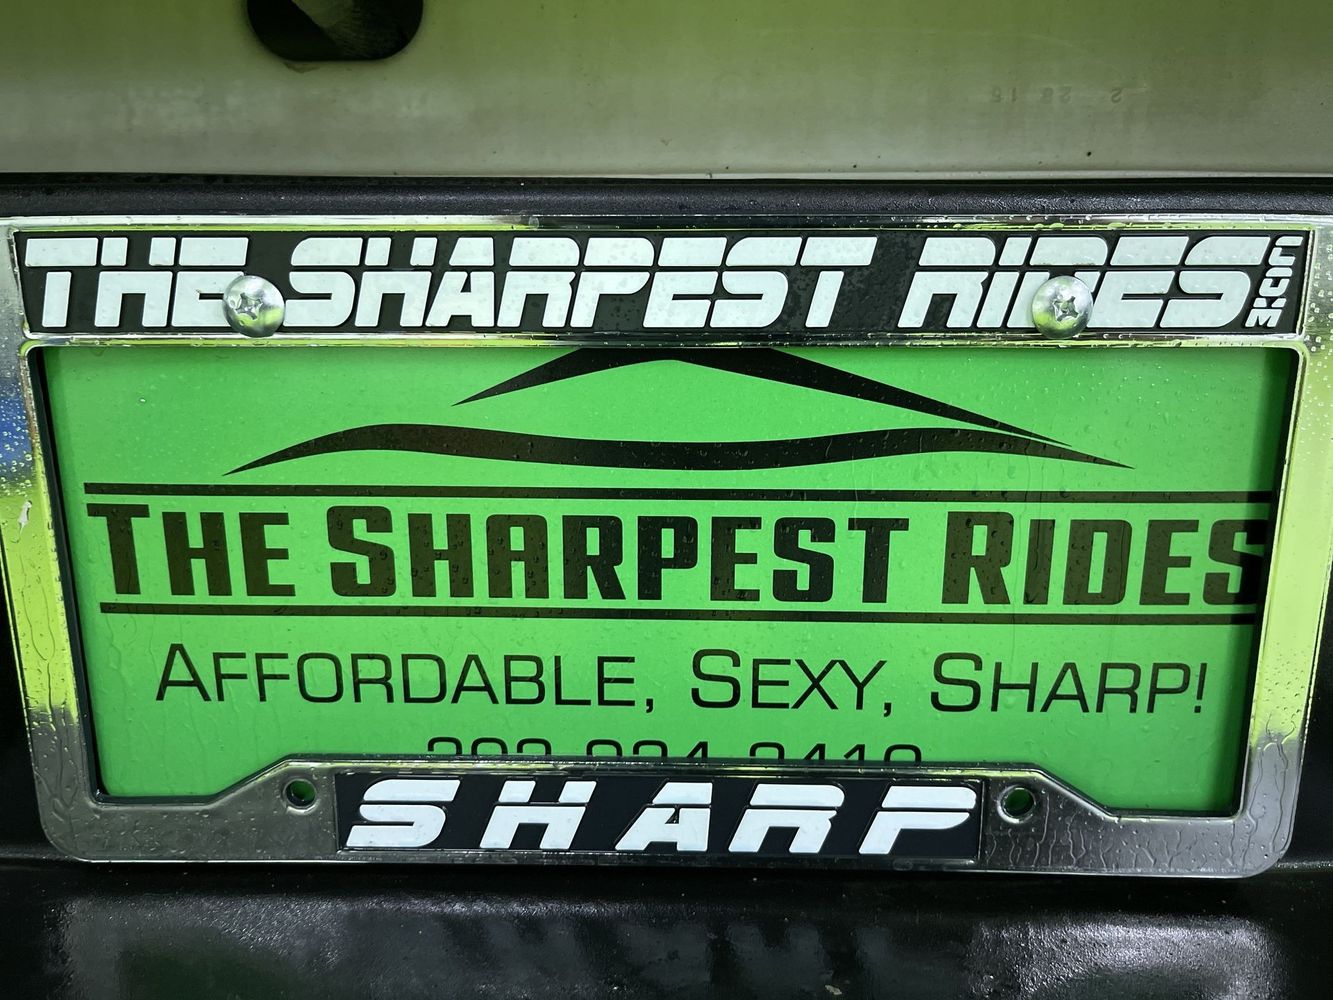 THE SHARPEST RIDES.COM
THE SHARPEST RIDES
AFFORDABLE, SEXY, SHARP!
SHARP